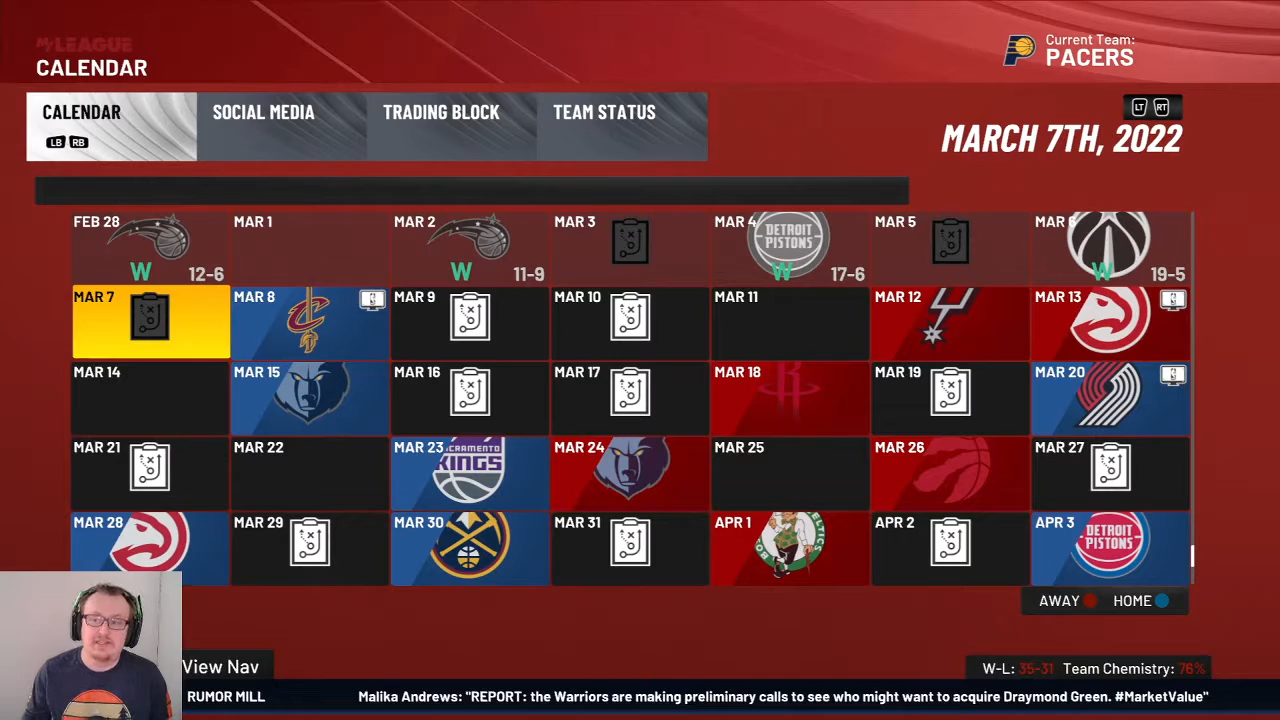 MyLEAGUE
CALENDAR
Current Team:
PACERS
CALENDAR
LB RB
SOCIAL MEDIA
TRADING BLOCK
TEAM STATUS
LT RT
MARCH 7TH, 2022
FEB 28
W 12-6
MAR 1
MAR 2
W 11-9
MAR 3
MAR 4
DETROIT
PISTONS
W 17-6
MAR 5
MAR 6
W 19-5
MAR 7
MAR 8
C
MAR 9
MAR 10
MAR 11
MAR 12
MAR 13
MAR 14
MAR 15
MAR 16
MAR 17
MAR 18
R
MAR 19
MAR 20
MAR 21
MAR 22
MAR 23
SACRAMENTO
KINGS
MAR 24
MAR 25
MAR 26
MAR 27
MAR 28
MAR 29
MAR 30
MAR 31
APR 1
APR 2
APR 3
DETROIT
PISTONS
AWAY HOME
View Nav
W-L: 35-31 Team Chemistry: 76%
RUMOR MILL
Malika Andrews: "REPORT: the Warriors are making preliminary calls to see who might want to acquire Draymond Green. #MarketValue"